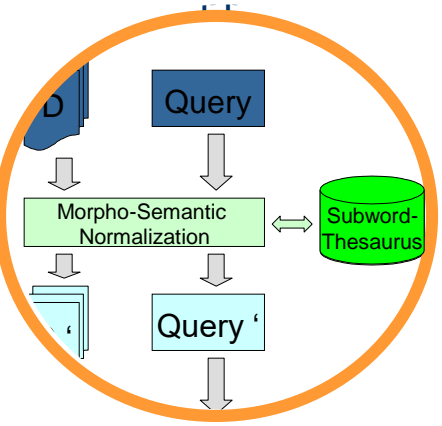 D
Query
Morpho-Semantic
Normalization
Subword-
Thesaurus
‘
Query ‘